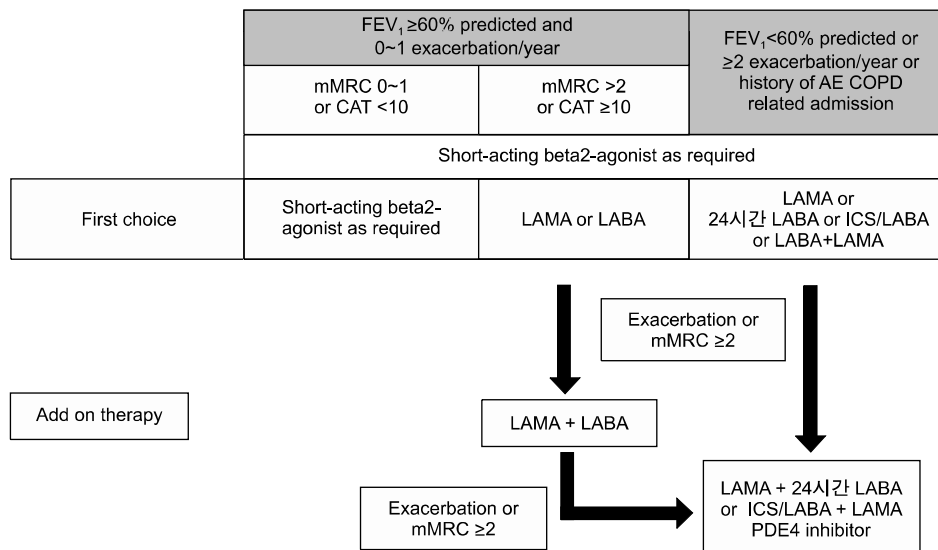 FEV₁ ≥60% predicted and
0~1 exacerbation/year
FEV₁<60% predicted or
≥2 exacerbation/year or
history of AE COPD
related admission
mMRC 0~1
or CAT <10
mMRC >2
or CAT ≥10
Short-acting beta2-agonist as required
First choice
Short-acting beta2-
agonist as required
LAMA or LABA
LAMA or
24시간 LABA or ICS/LABA
or LABA+LAMA
Exacerbation or
mMRC ≥2
Add on therapy
LAMA + LABA
Exacerbation or
mMRC ≥2
LAMA + 24시간 LABA
or ICS/LABA + LAMA
PDE4 inhibitor